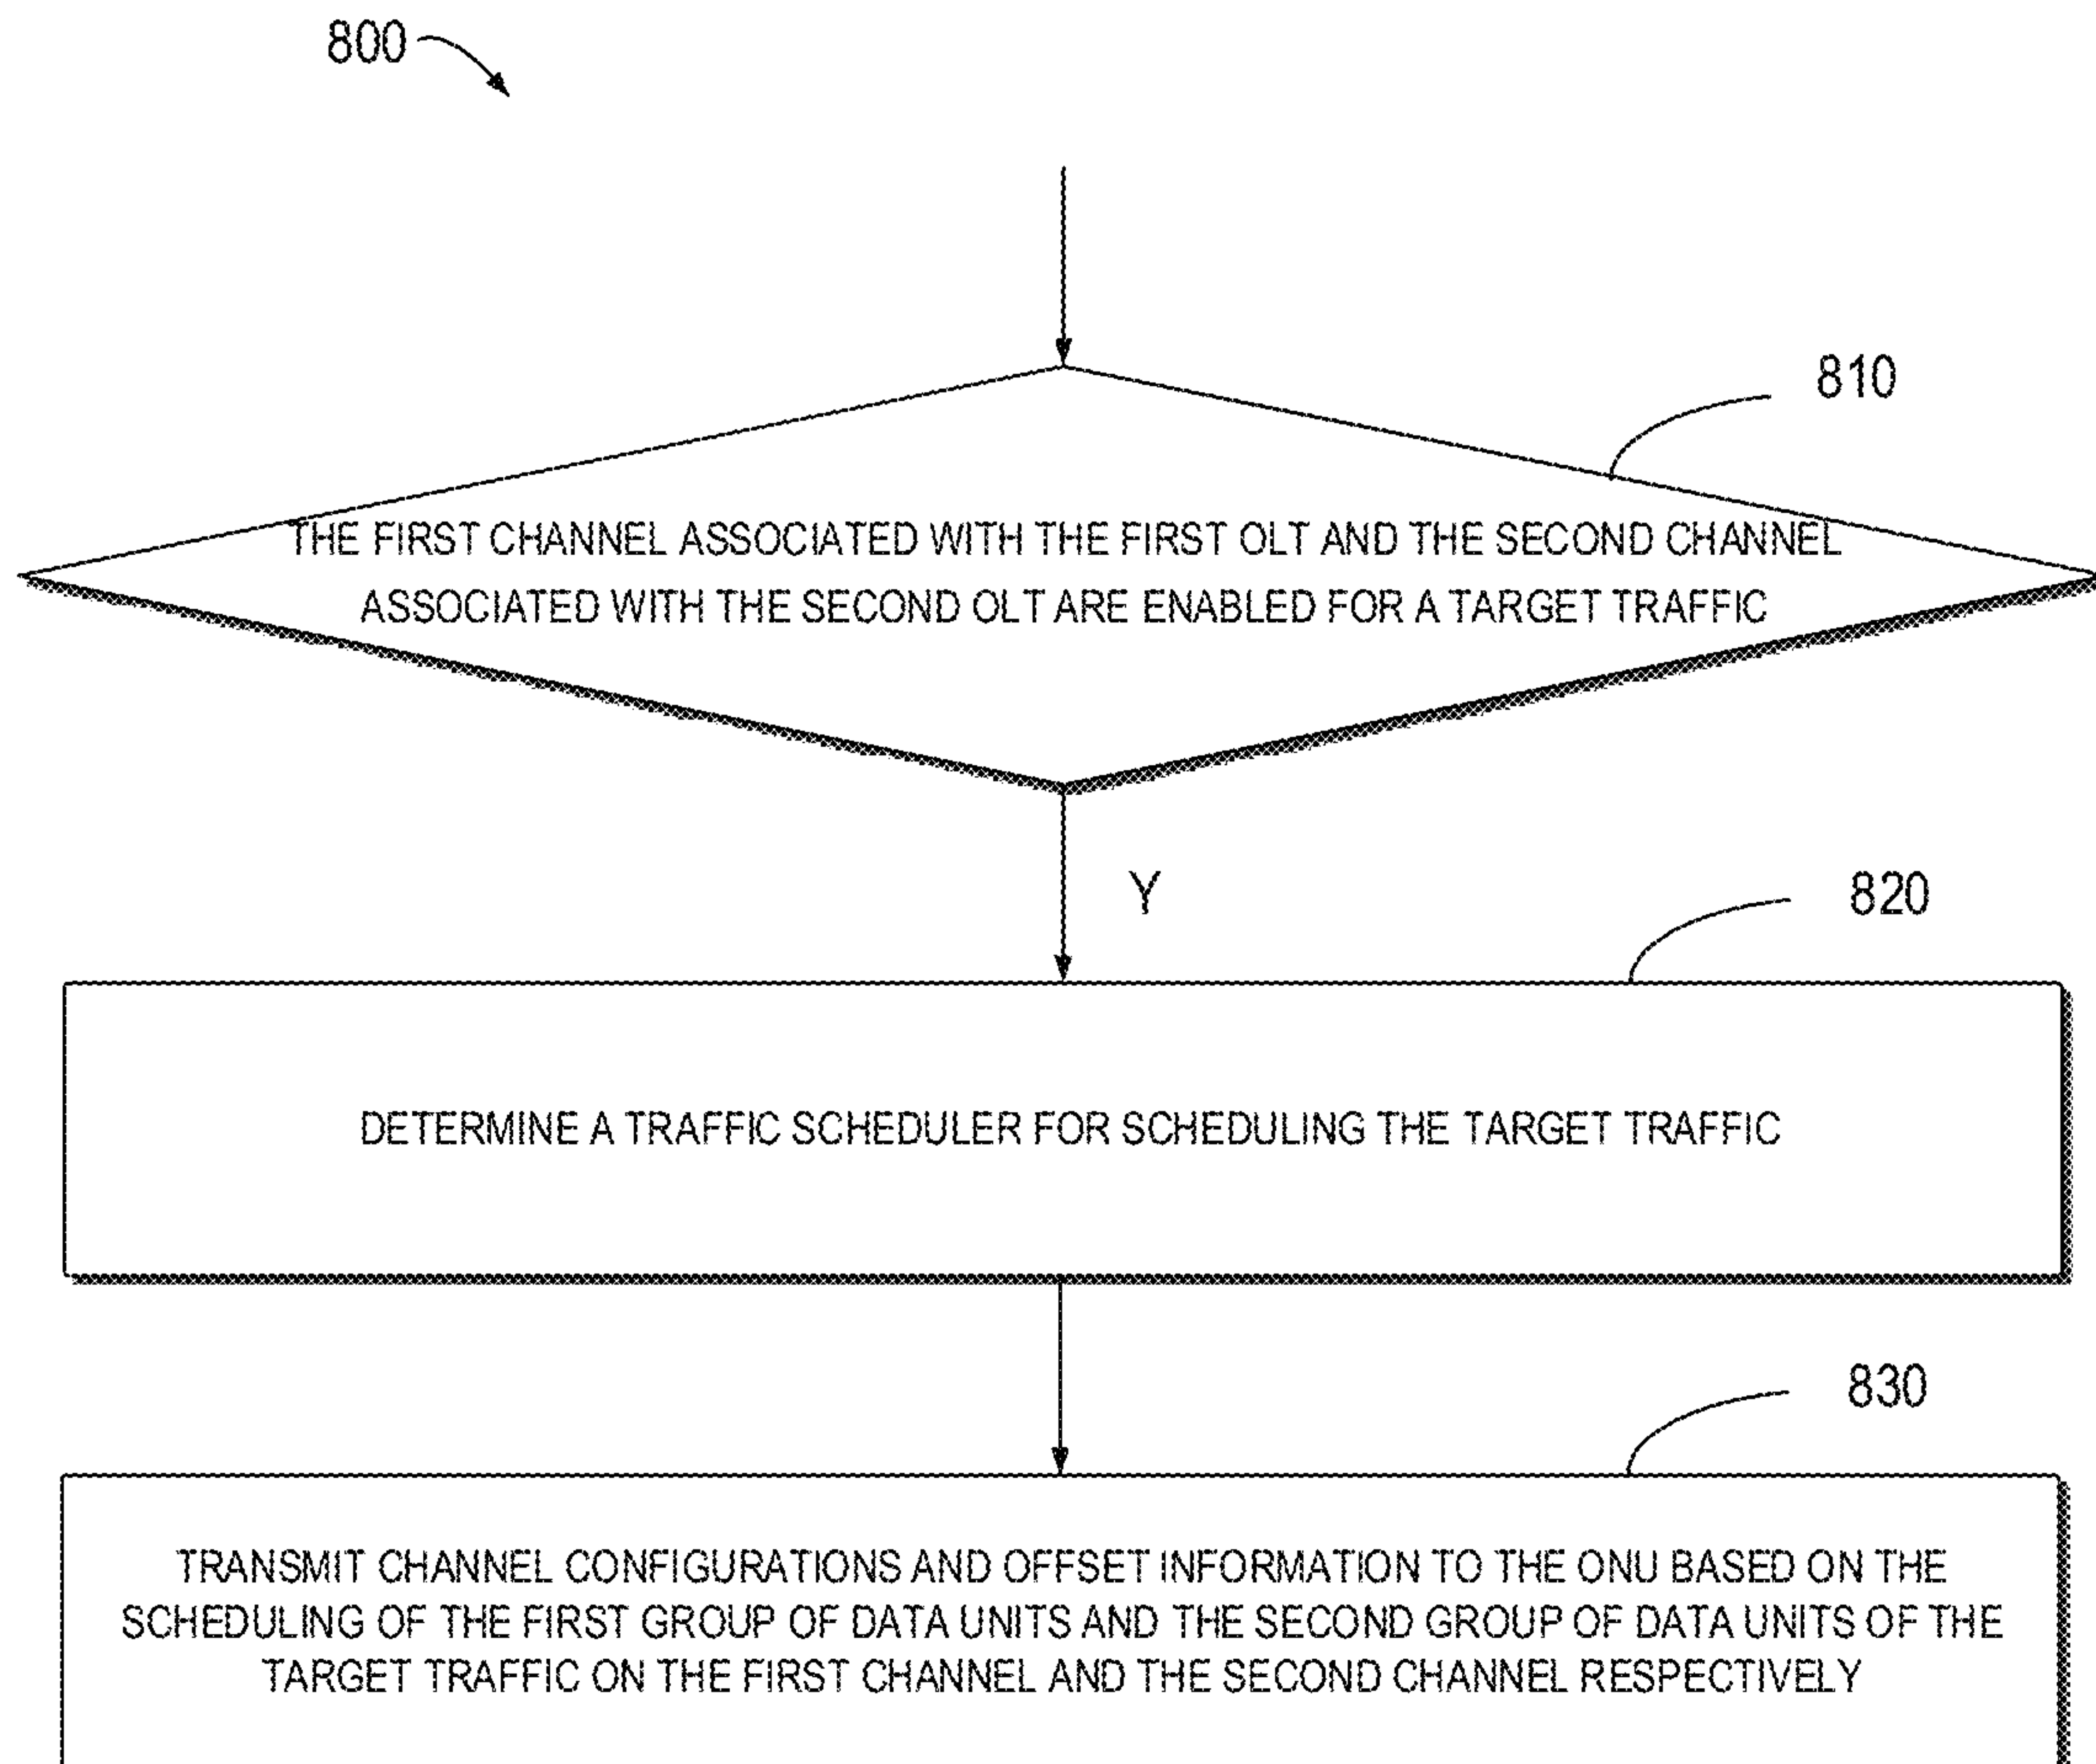 800
810
THE FIRST CHANNEL ASSOCIATED WITH THE FIRST OLT AND THE SECOND CHANNEL
ASSOCIATED WITH THE SECOND OLT ARE ENABLED FOR A TARGET TRAFFIC
Y
820
DETERMINE A TRAFFIC SCHEDULER FOR SCHEDULING THE TARGET TRAFFIC
830
TRANSMIT CHANNEL CONFIGURATIONS AND OFFSET INFORMATION TO THE ONU BASED ON THE
SCHEDULING OF THE FIRST GROUP OF DATA UNITS AND THE SECOND GROUP OF DATA UNITS OF THE
TARGET TRAFFIC ON THE FIRST CHANNEL AND THE SECOND CHANNEL RESPECTIVELY